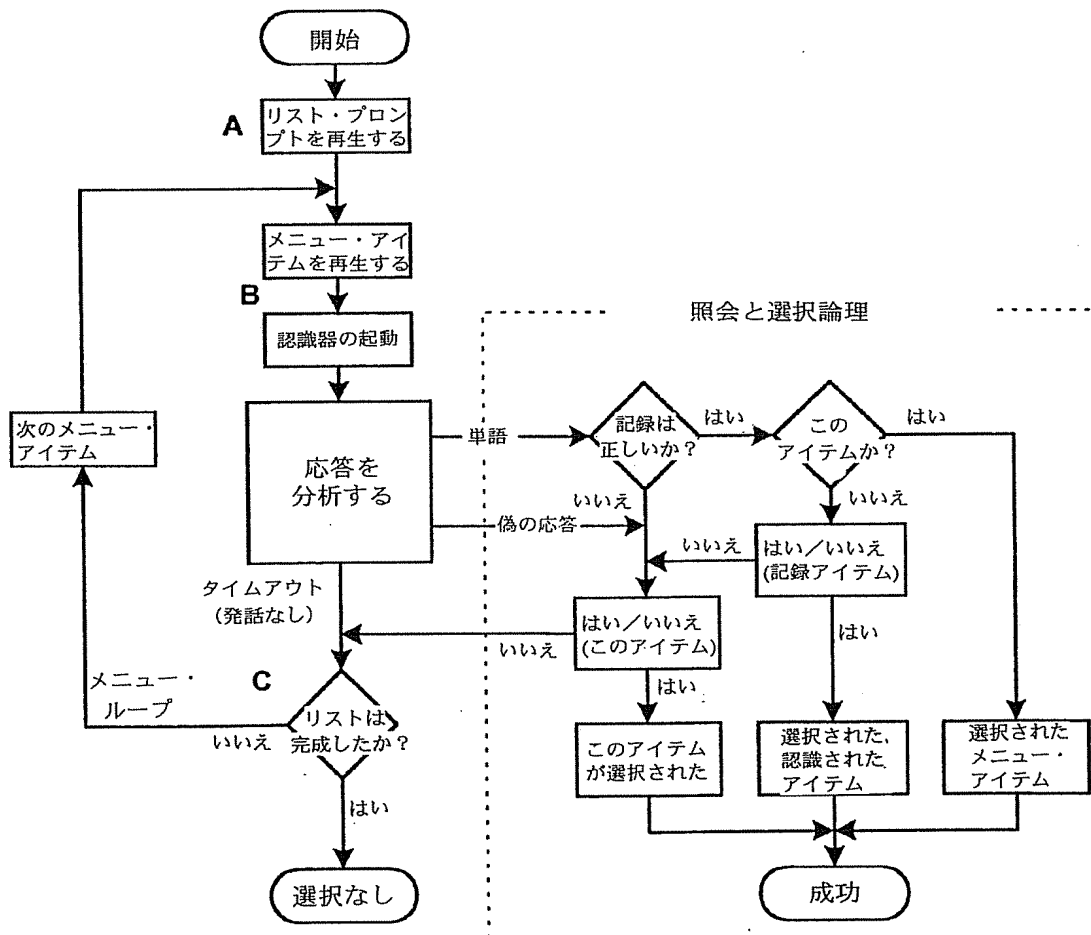 開始
A
リスト・プロン
プトを再生する
メニュー・アイ
テムを再生する
B
認識器の起動
照会と選択論理
次のメニュー・
アイテム
応答を
分析する
単語
記録は
正しいか？
はい
この
アイテムか？
はい
いいえ
いいえ
偽の応答
いいえ
はい／いいえ
(記録アイテム)
タイムアウト
（発話なし）
はい／いいえ
(このアイテム)
いいえ
はい
はい
C
メニュー・
ループ
いいえ
リストは
完成したか？
このアイテム
が選択された
選択された、
認識された
アイテム
選択された
メニュー・
アイテム
はい
選択なし
成功